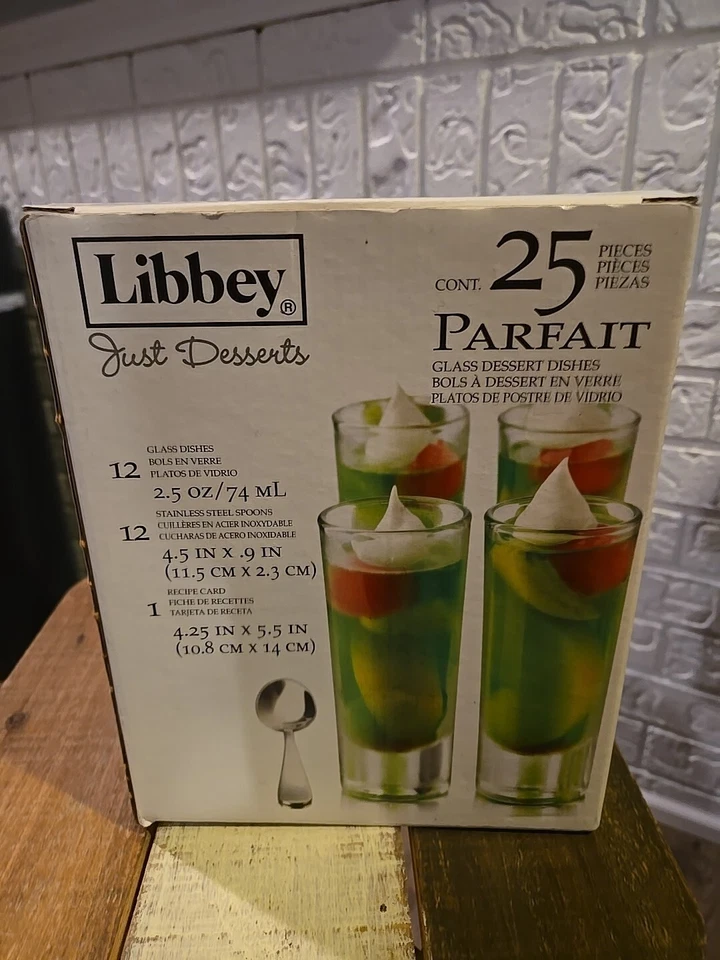 Libbey®
Just Desserts
CONT. 25 PIECES
PIÈCES
PIEZAS
PARFAIT
GLASS DESSERT DISHES
BOLS À DESSERT EN VERRE
PLATOS DE POSTRE DE VIDRIO
12 GLASS DISHES
BOLS EN VERRE
PLATOS DE VIDRIO
2.5 OZ/74 ML
12 STAINLESS STEEL SPOONS
CUILLÈRES EN ACIER INOXYDABLE
CUCHARAS DE ACERO INOXIDABLE
4.5 IN X .9 IN
(11.5 CM X 2.3 CM)
1 RECIPE CARD
FICHE DE RECETTES
TARJETA DE RECETA
4.25 IN X 5.5 IN
(10.8 CM X 14 CM)